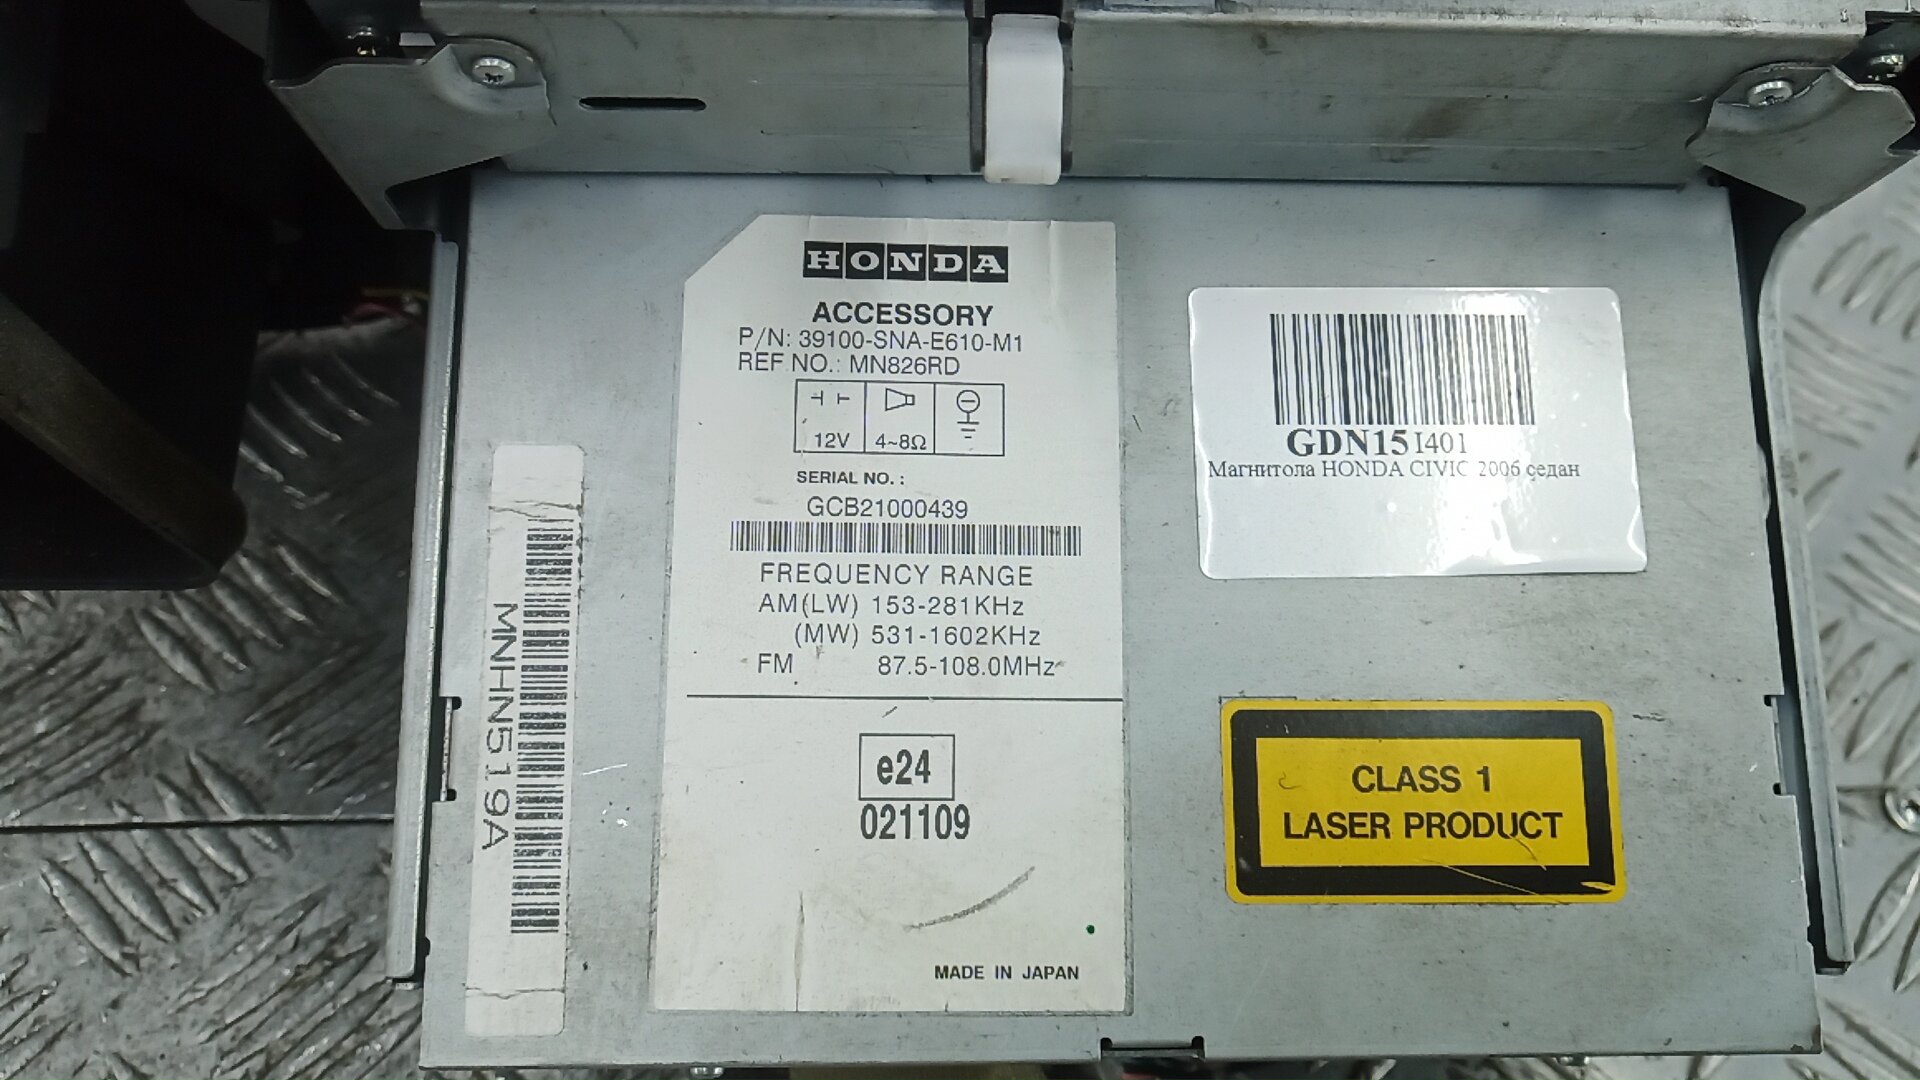 HONDA
ACCESSORY
P/N: 39100-SNA-E610-M1
REF NO.: MN826RD
12V 4~8Ω
SERIAL NO. :
GCB21000439
FREQUENCY RANGE
AM(LW) 153-281KHz
(MW) 531-1602KHz
FM 87.5-108.0MHz
e24
021109
MADE IN JAPAN
MNHN519A
GDN15I401
Магнитола HONDA CIVIC 2006 седан
CLASS 1
LASER PRODUCT